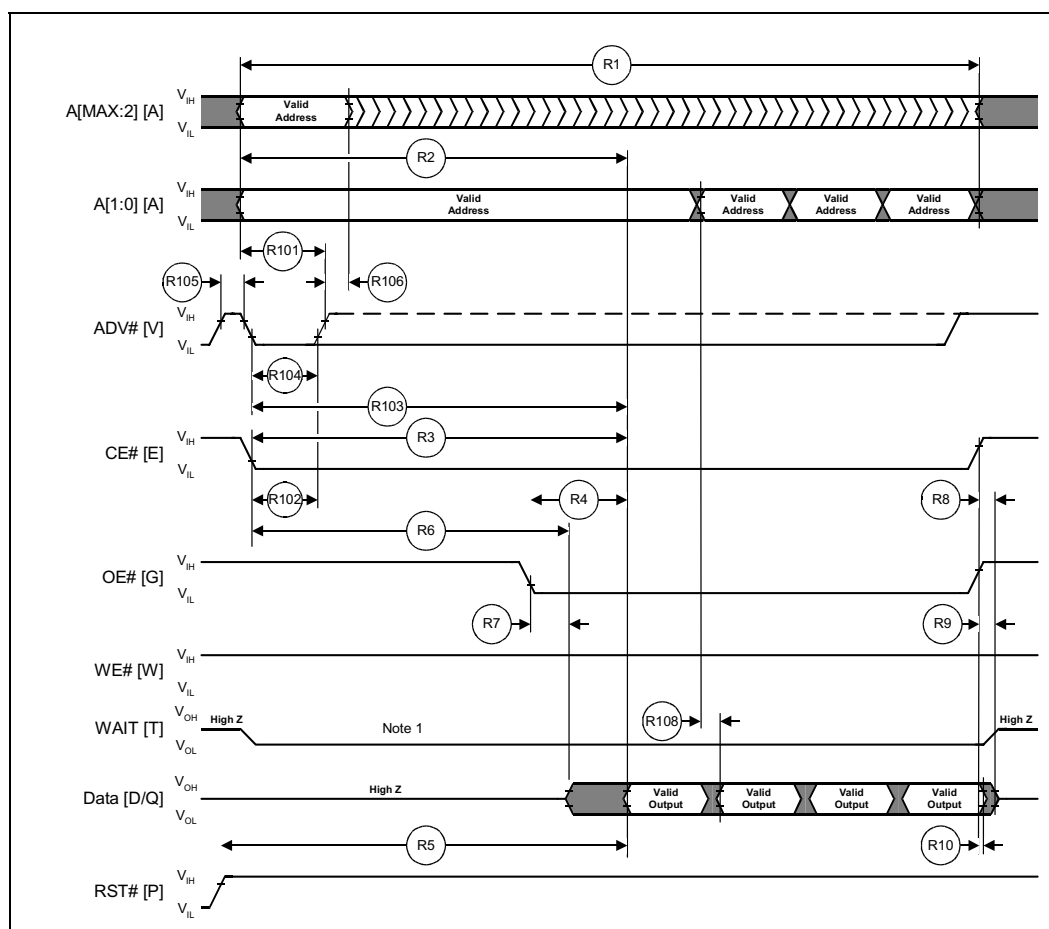 R1
V_IH
A[MAX:2] [A]
Valid
Address
V_IL
R2
V_IH
A[1:0] [A]
Valid
Address
Valid
Address
Valid
Address
Valid
Address
V_IL
R101
R105
R106
V_IH
ADV# [V]
V_IL
R104
R103
V_IH
R3
CE# [E]
V_IL
R102
R4
R8
R6
V_IH
OE# [G]
V_IL
R7
R9
V_IH
WE# [W]
V_IL
V_OH
High Z
R108
High Z
WAIT [T]
Note 1
V_OL
V_OH
High Z
Data [D/Q]
Valid
Output
Valid
Output
Valid
Output
Valid
Output
V_OL
R5
R10
V_IH
RST# [P]
V_IL